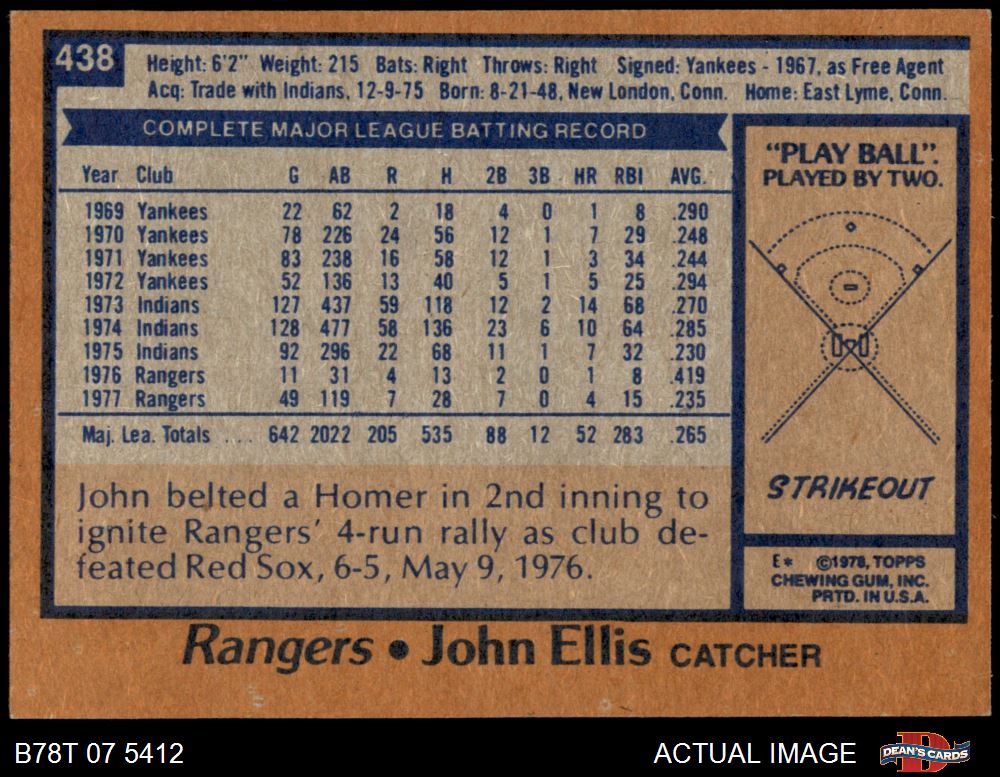 438
Height: 6'2" Weight: 215 Bats: Right Throws: Right Signed: Yankees - 1967, as Free Agent
Acq: Trade with Indians, 12-9-75 Born: 8-21-48, New London, Conn. Home: East Lyme, Conn.
COMPLETE MAJOR LEAGUE BATTING RECORD
Year Club G AB R H 2B 3B HR RBI AVG.
1969 Yankees 22 62 2 18 4 0 1 8 .290
1970 Yankees 78 226 24 56 12 1 7 29 .248
1971 Yankees 83 238 16 58 12 1 3 34 .244
1972 Yankees 52 136 13 40 5 1 5 25 .294
1973 Indians 127 437 59 118 12 2 14 68 .270
1974 Indians 128 477 58 136 23 6 10 64 .285
1975 Indians 92 296 22 68 11 1 7 32 .230
1976 Rangers 11 31 4 13 2 0 1 8 .419
1977 Rangers 49 119 7 28 7 0 4 15 .235
Maj. Lea. Totals .... 642 2022 205 535 88 12 52 283 .265
John belted a Homer in 2nd inning to
ignite Rangers' 4-run rally as club de-
feated Red Sox, 6-5, May 9, 1976.
"PLAY BALL".
PLAYED BY TWO.
STRIKEOUT
E* ©1978, TOPPS
CHEWING GUM, INC.
PRTD. IN U.S.A.
Rangers • John Ellis CATCHER
B78T 07 5412
ACTUAL IMAGE
DEAN'S CARDS